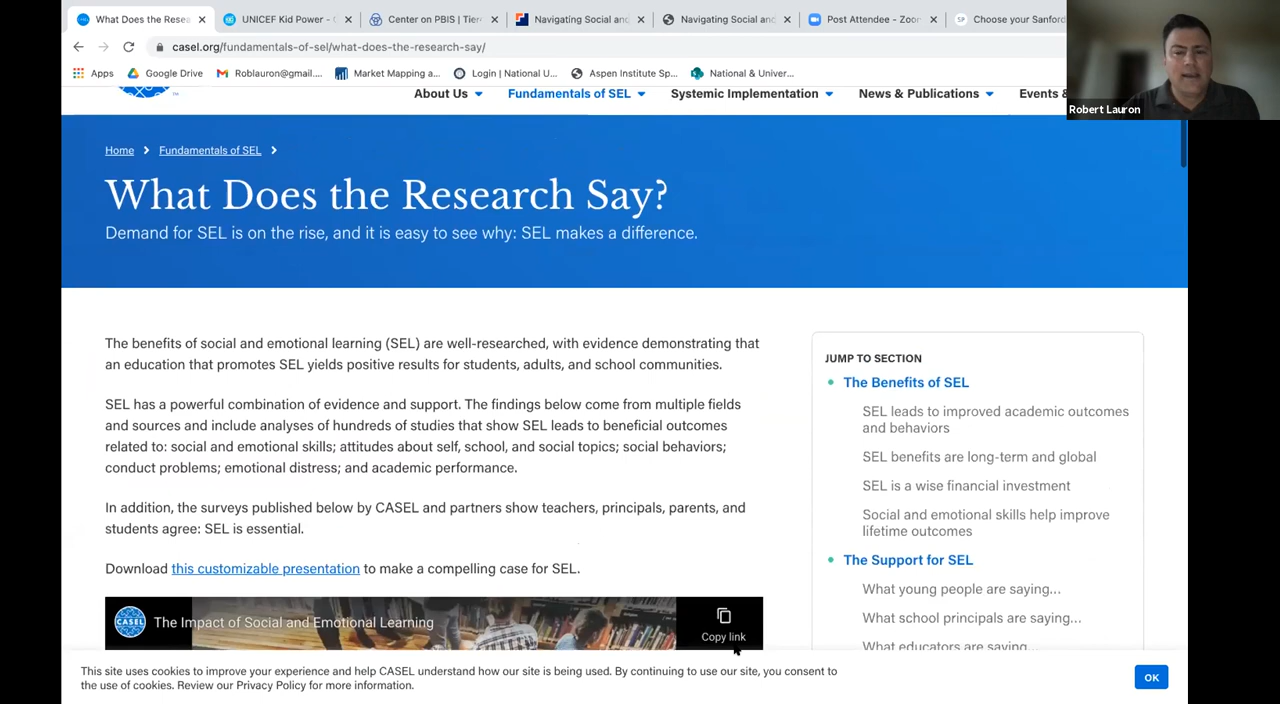 What Does the Resea
UNICEF Kid Power - 
Center on PBIS | Tier
Navigating Social and
Navigating Social and
Post Attendee - Zoom
Choose your Sanford
casel.org/fundamentals-of-sel/what-does-the-research-say/
Apps
Google Drive
Roblauron@gmail....
Market Mapping a...
Login | National U...
Aspen Institute Sp...
National & Univer...
Robert Lauron
About Us
Fundamentals of SEL
Systemic Implementation
News & Publications
Events &
Home
Fundamentals of SEL
What Does the Research Say?
Demand for SEL is on the rise, and it is easy to see why: SEL makes a difference.
The benefits of social and emotional learning (SEL) are well-researched, with evidence demonstrating that
an education that promotes SEL yields positive results for students, adults, and school communities.
SEL has a powerful combination of evidence and support. The findings below come from multiple fields
and sources and include analyses of hundreds of studies that show SEL leads to beneficial outcomes
related to: social and emotional skills; attitudes about self, school, and social topics; social behaviors;
conduct problems; emotional distress; and academic performance.
In addition, the surveys published below by CASEL and partners show teachers, principals, parents, and
students agree: SEL is essential.
Download this customizable presentation to make a compelling case for SEL.
CASEL
The Impact of Social and Emotional Learning
Copy link
JUMP TO SECTION
The Benefits of SEL
SEL leads to improved academic outcomes
and behaviors
SEL benefits are long-term and global
SEL is a wise financial investment
Social and emotional skills help improve
lifetime outcomes
The Support for SEL
What young people are saying...
What school principals are saying...
What educators are saying...
This site uses cookies to improve your experience and help CASEL understand how our site is being used. By continuing to use our site, you consent to
the use of cookies. Review our Privacy Policy for more information.
OK